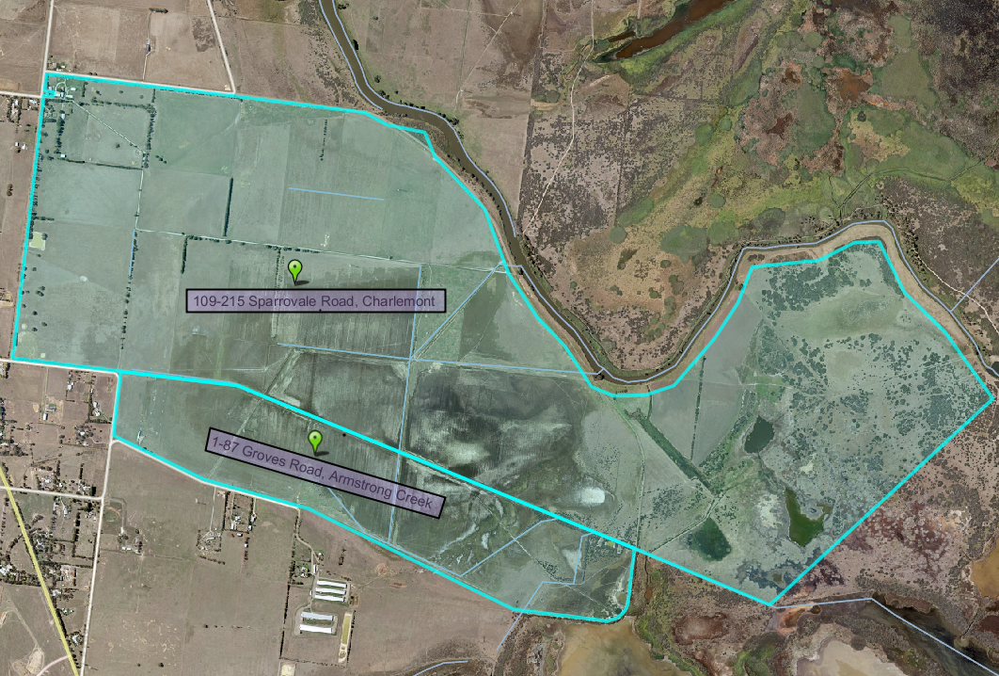 109-215 Sparrovale Road, Charlemont
1-87 Groves Road, Armstrong Creek